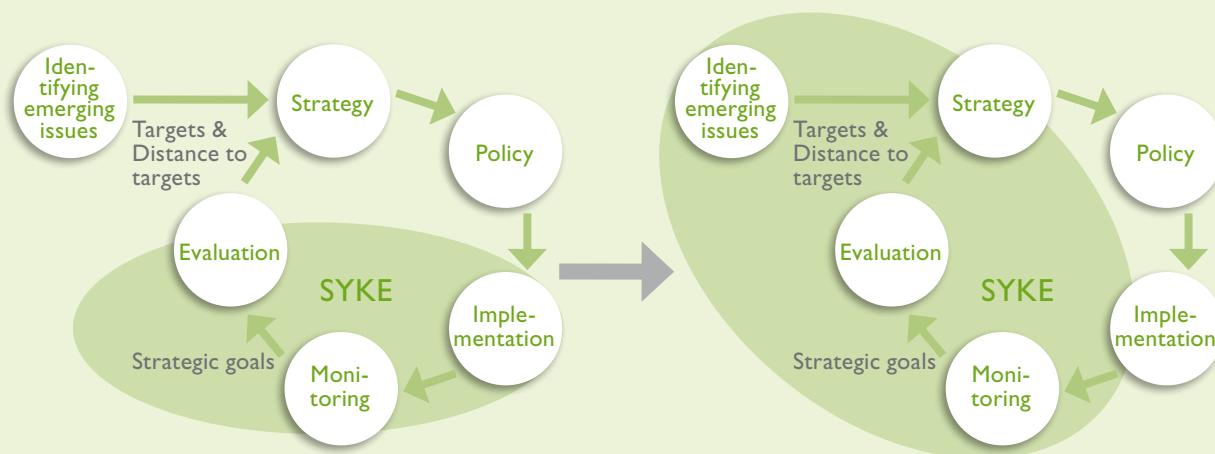 Iden-
tifying
emerging
issues
Strategy
Targets &
Distance to
targets
Policy
Evaluation
SYKE
Imple-
mentation
Strategic goals
Moni-
toring
Iden-
tifying
emerging
issues
Strategy
Targets &
Distance to
targets
Policy
Evaluation
SYKE
Imple-
mentation
Strategic goals
Moni-
toring